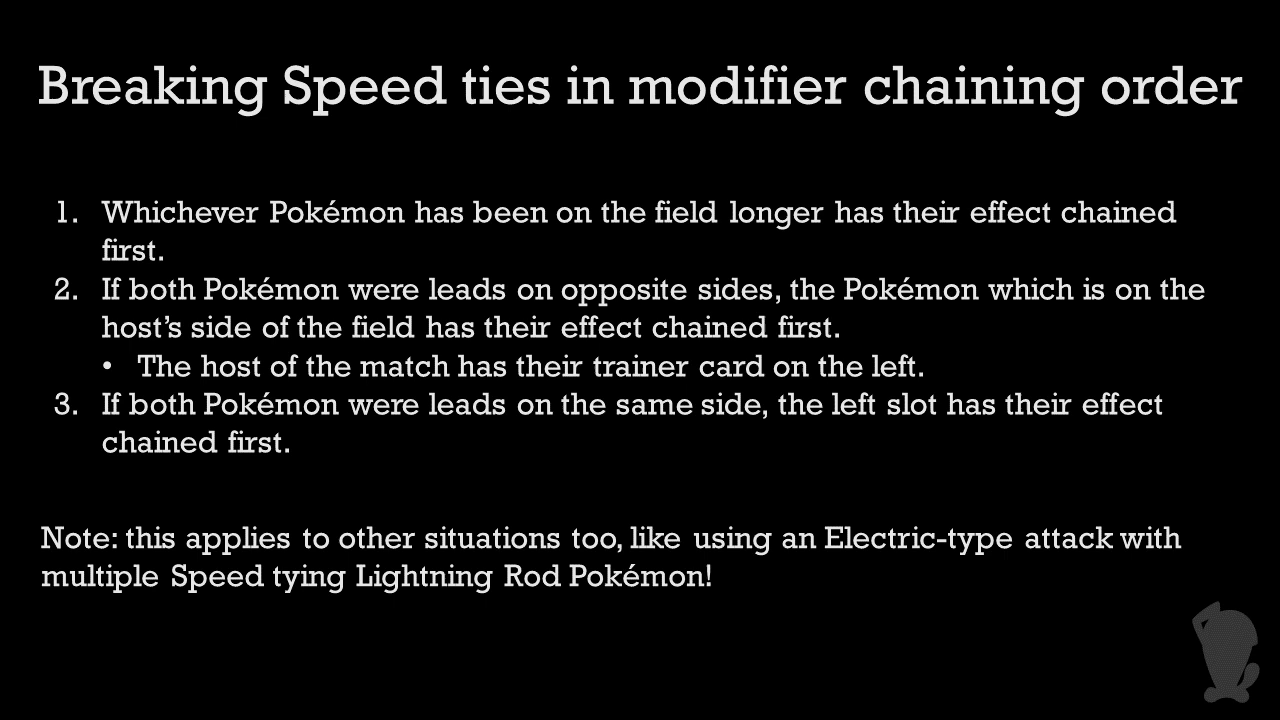 Breaking Speed ties in modifier chaining order
1. Whichever Pokémon has been on the field longer has their effect chained
first.
2. If both Pokémon were leads on opposite sides, the Pokémon which is on the
host’s side of the field has their effect chained first.
• The host of the match has their trainer card on the left.
3. If both Pokémon were leads on the same side, the left slot has their effect
chained first.
Note: this applies to other situations too, like using an Electric-type attack with
multiple Speed tying Lightning Rod Pokémon!